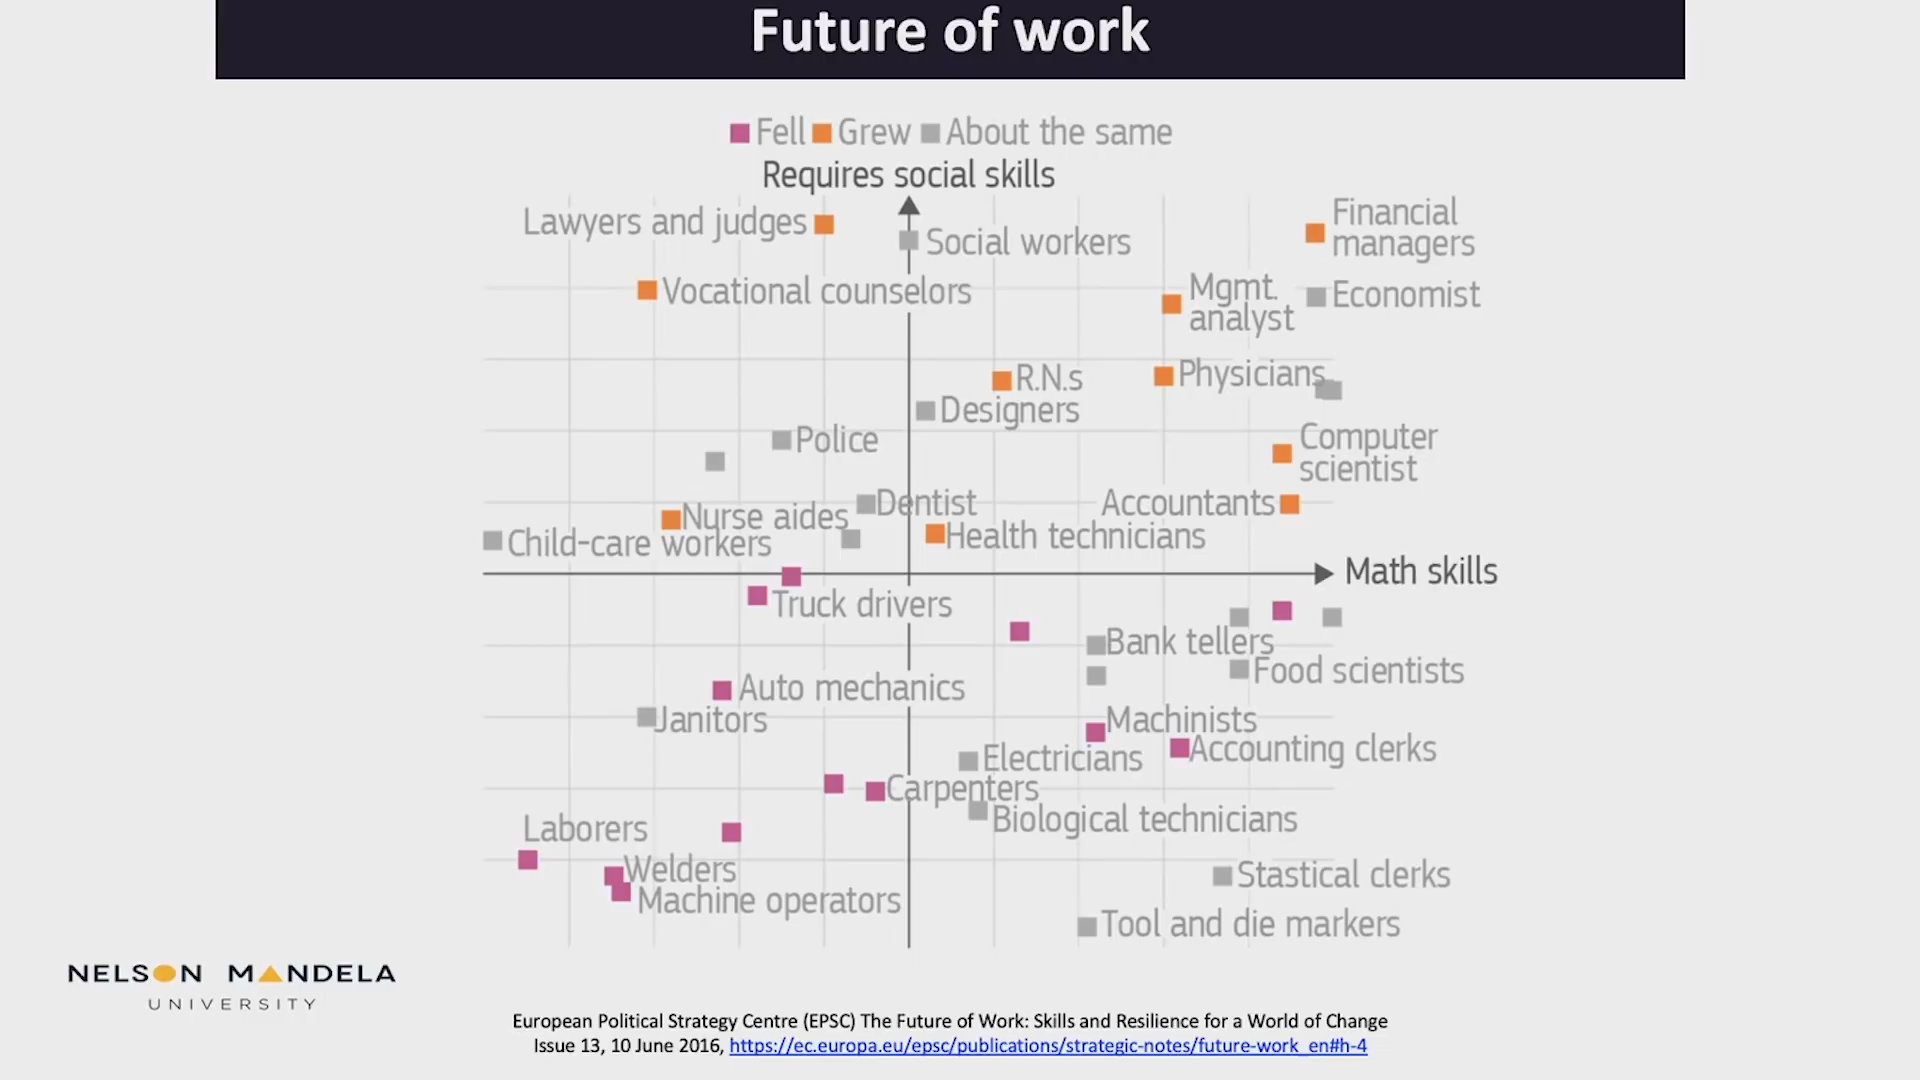 Future of work
Fell Grew About the same
Requires social skills
Lawyers and judges
Social workers
Financial
managers
Vocational counselors
Mgmt.
analyst
Economist
R.N.s
Physicians
Designers
Police
Computer
scientist
Dentist
Accountants
Nurse aides
Health technicians
Child-care workers
Math skills
Truck drivers
Bank tellers
Food scientists
Auto mechanics
Janitors
Machinists
Accounting clerks
Electricians
Carpenters
Biological technicians
Laborers
Welders
Machine operators
Stastical clerks
Tool and die markers
NELSON MANDELA
UNIVERSITY
European Political Strategy Centre (EPSC) The Future of Work: Skills and Resilience for a World of Change
Issue 13, 10 June 2016, https://ec.europa.eu/epsc/publications/strategic-notes/future-work_en#h-4